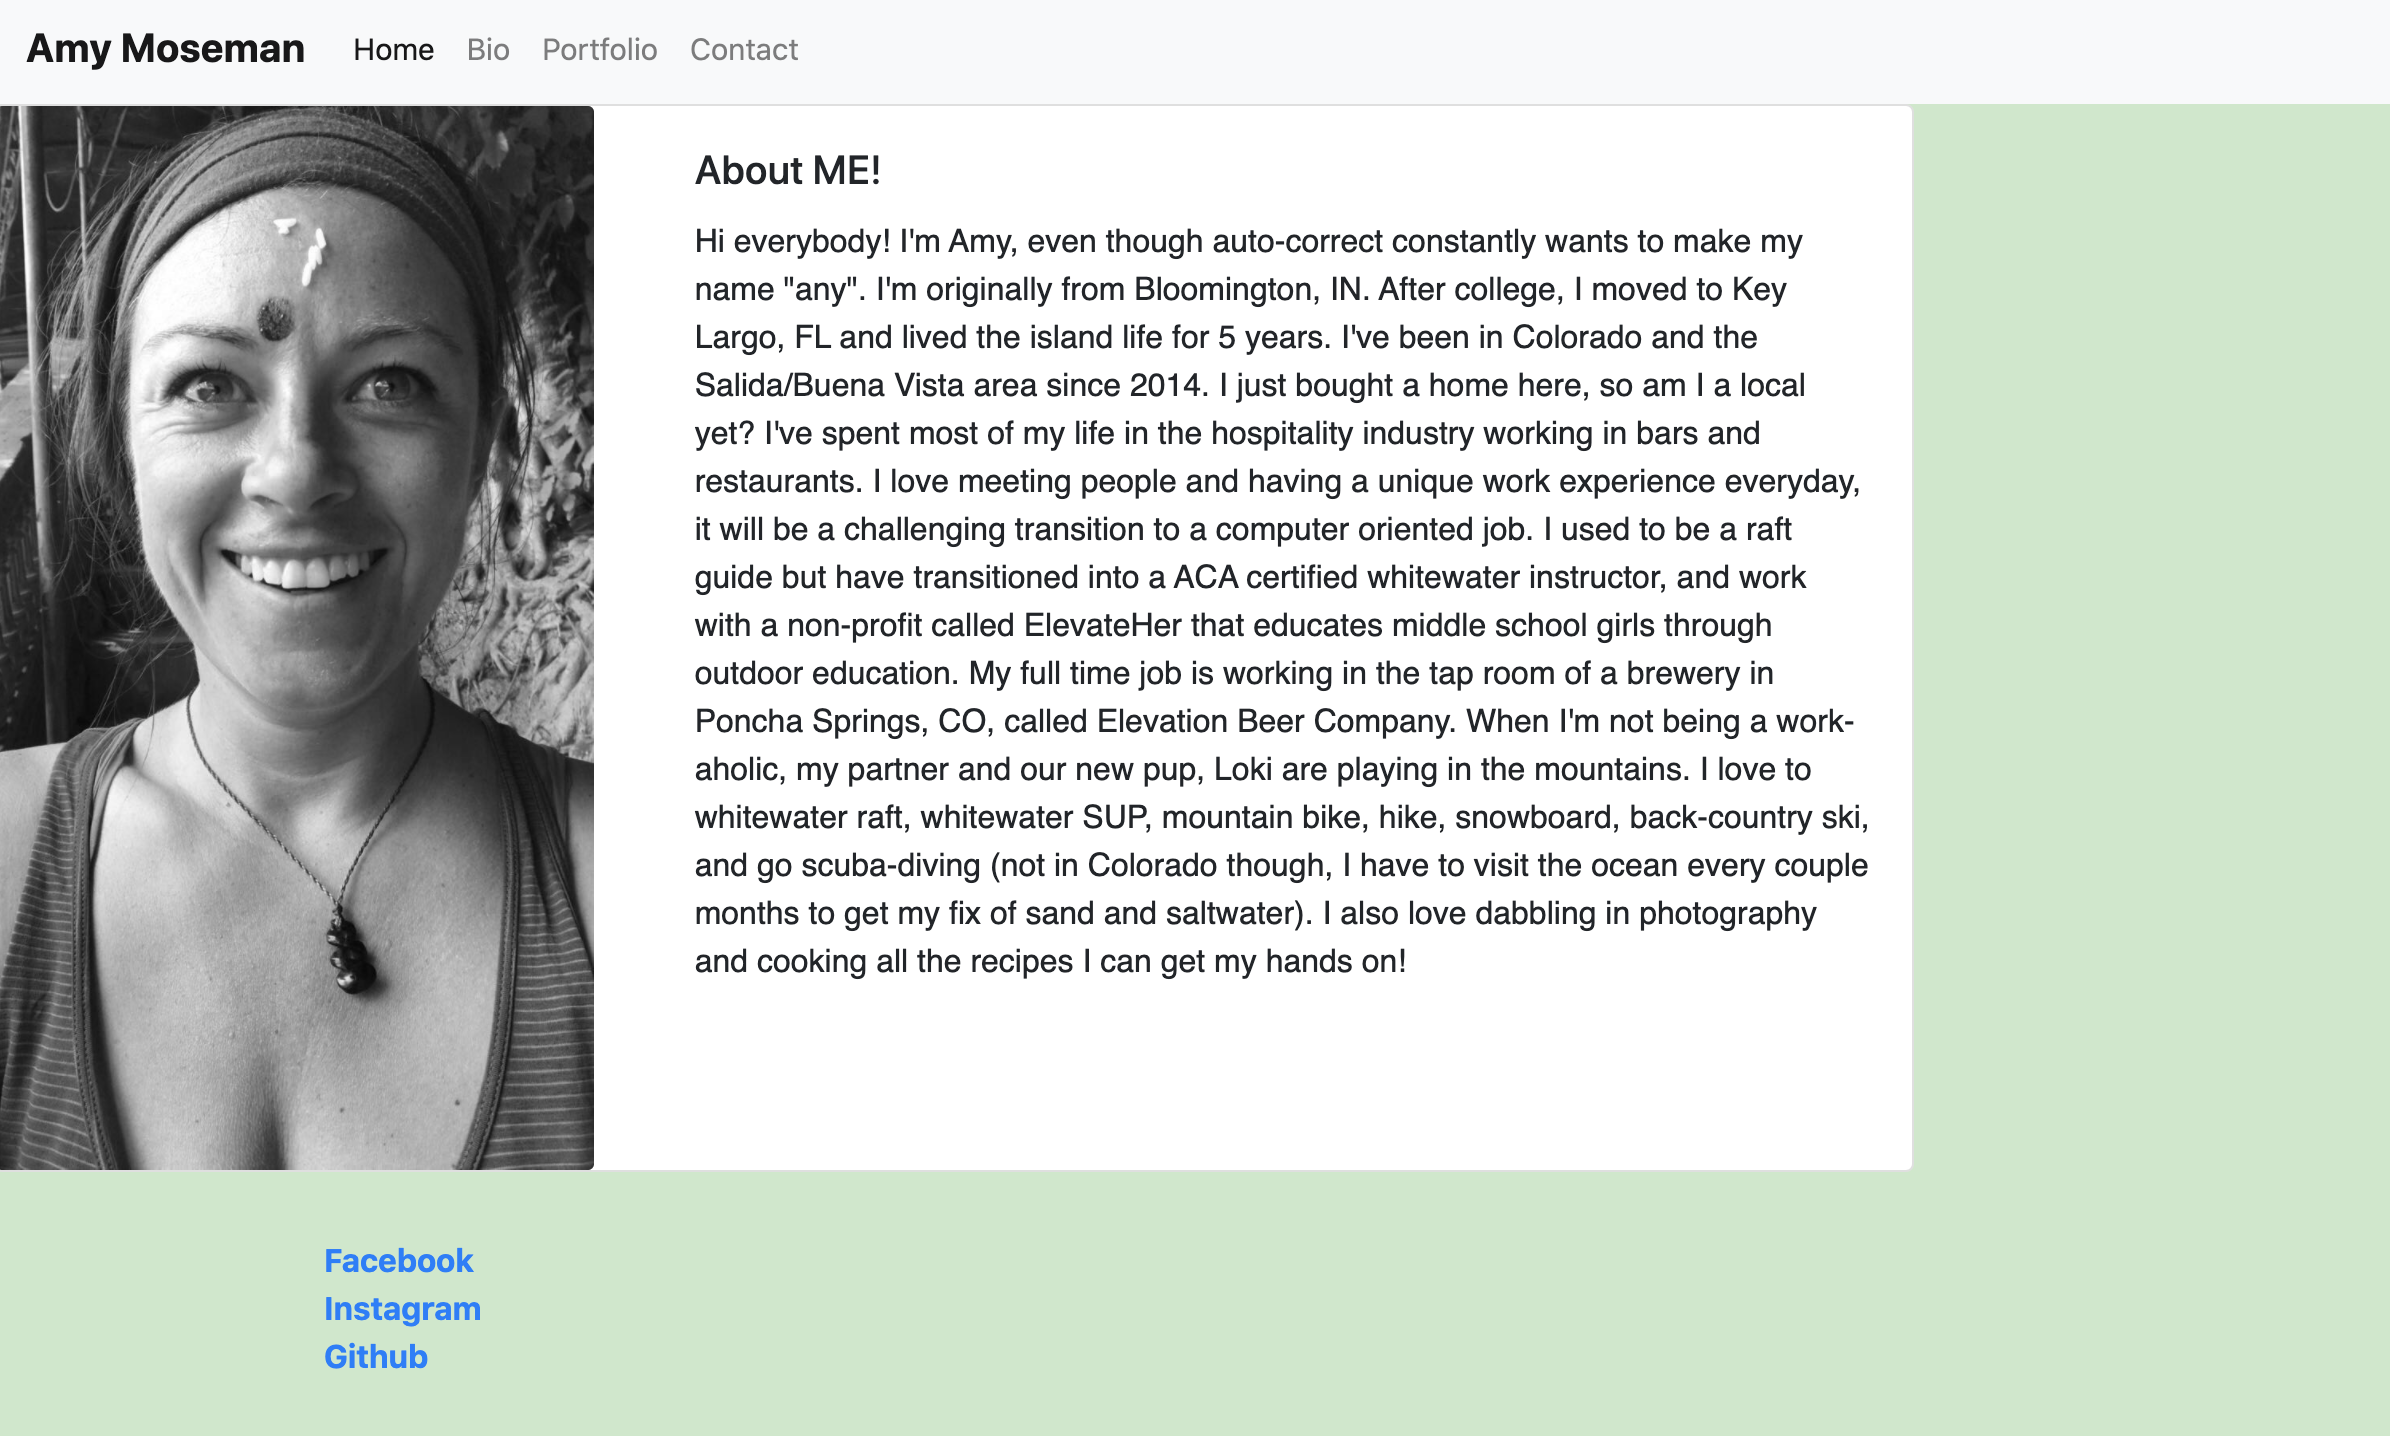 Amy Moseman Home Bio Portfolio Contact
About ME!
Hi everybody! I'm Amy, even though auto-correct constantly wants to make my
name "any". I'm originally from Bloomington, IN. After college, I moved to Key
Largo, FL and lived the island life for 5 years. I've been in Colorado and the
Salida/Buena Vista area since 2014. I just bought a home here, so am I a local
yet? I've spent most of my life in the hospitality industry working in bars and
restaurants. I love meeting people and having a unique work experience everyday,
it will be a challenging transition to a computer oriented job. I used to be a raft
guide but have transitioned into a ACA certified whitewater instructor, and work
with a non-profit called ElevateHer that educates middle school girls through
outdoor education. My full time job is working in the tap room of a brewery in
Poncha Springs, CO, called Elevation Beer Company. When I'm not being a work-
aholic, my partner and our new pup, Loki are playing in the mountains. I love to
whitewater raft, whitewater SUP, mountain bike, hike, snowboard, back-country ski,
and go scuba-diving (not in Colorado though, I have to visit the ocean every couple
months to get my fix of sand and saltwater). I also love dabbling in photography
and cooking all the recipes I can get my hands on!
Facebook
Instagram
Github